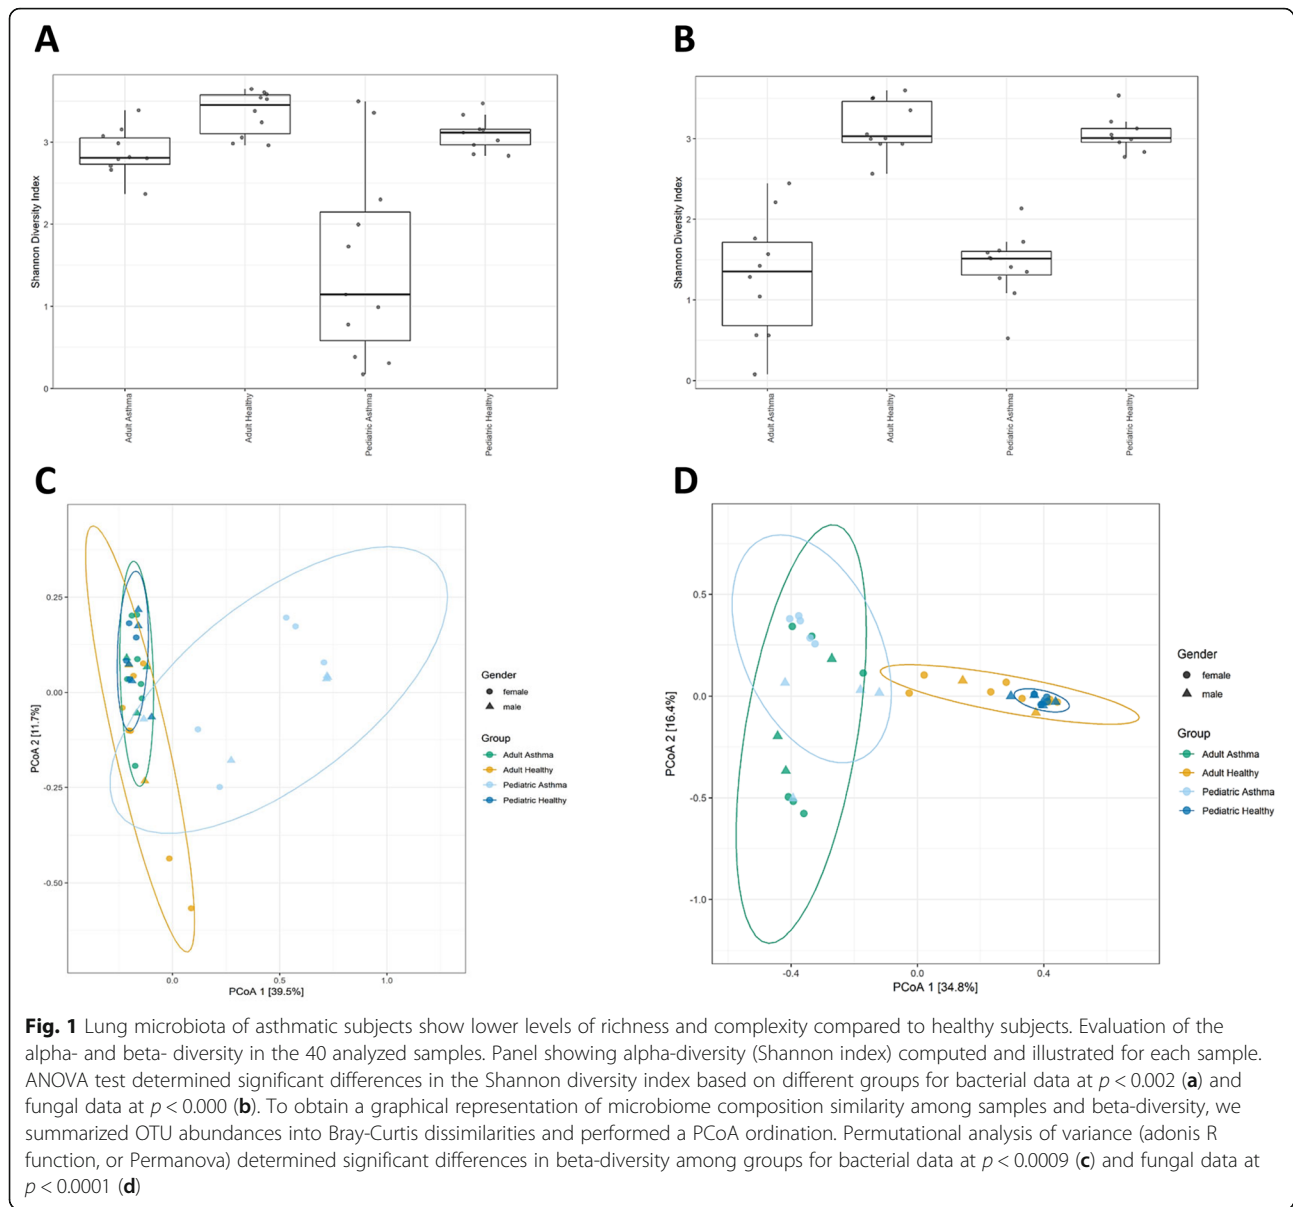 A
B
Shannon Diversity Index
3
2
1
0
Adult Asthma
Adult Healthy
Pediatric Asthma
Pediatric Healthy
Shannon Diversity Index
3
2
1
0
Adult Asthma
Adult Healthy
Pediatric Asthma
Pediatric Healthy
C
D
PCoA 2 [11.7%]
0.25
0.00
-0.25
-0.50
0.0
0.5
1.0
PCoA 1 [39.5%]
Gender
female
male
Group
Adult Asthma
Adult Healthy
Pediatric Asthma
Pediatric Healthy
PCoA 2 [16.4%]
0.5
0.0
-0.5
-1.0
-0.4
0.0
0.4
PCoA 1 [34.8%]
Gender
female
male
Group
Adult Asthma
Adult Healthy
Pediatric Asthma
Pediatric Healthy
Fig. 1 Lung microbiota of asthmatic subjects show lower levels of richness and complexity compared to healthy subjects. Evaluation of the
alpha- and beta- diversity in the 40 analyzed samples. Panel showing alpha-diversity (Shannon index) computed and illustrated for each sample.
ANOVA test determined significant differences in the Shannon diversity index based on different groups for bacterial data at p < 0.002 (a) and
fungal data at p < 0.000 (b). To obtain a graphical representation of microbiome composition similarity among samples and beta-diversity, we
summarized OTU abundances into Bray-Curtis dissimilarities and performed a PCoA ordination. Permutational analysis of variance (adonis R
function, or Permanova) determined significant differences in beta-diversity among groups for bacterial data at p < 0.0009 (c) and fungal data at
p < 0.0001 (d)